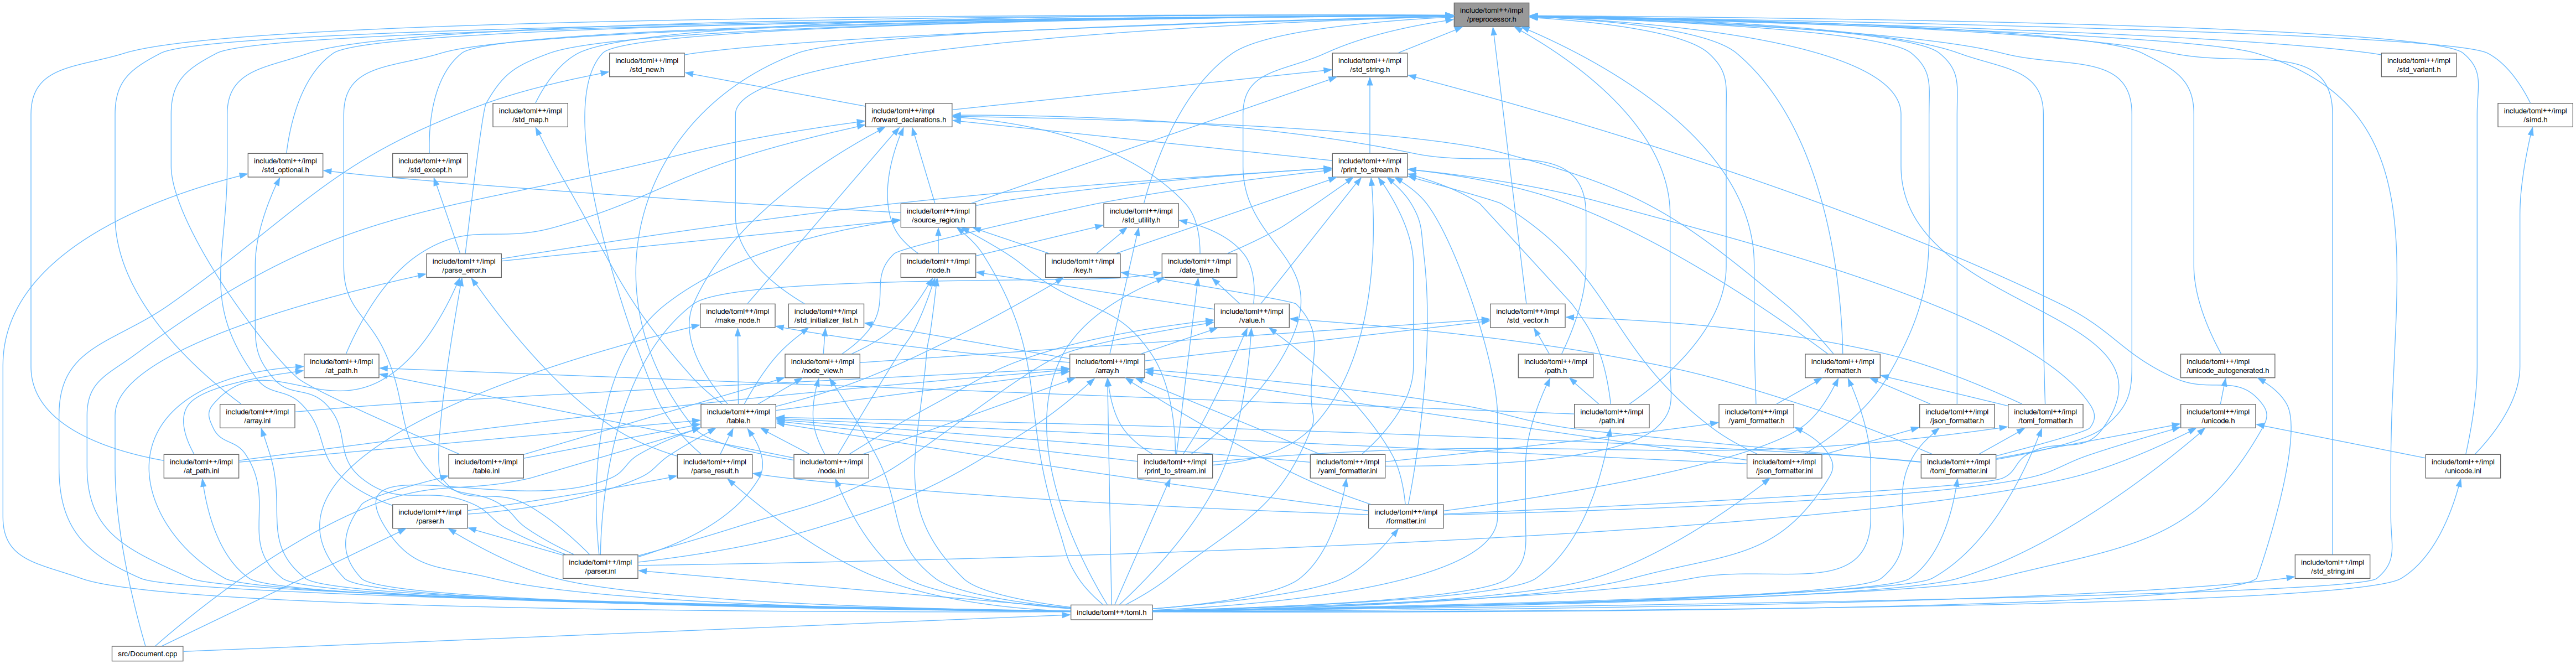 include/toml++/impl
/preprocessor.h
include/toml++/impl
/std_new.h
include/toml++/impl
/std_string.h
include/toml++/impl
/std_variant.h
include/toml++/impl
/std_map.h
include/toml++/impl
/forward_declarations.h
include/toml++/impl
/simd.h
include/toml++/impl
/std_optional.h
include/toml++/impl
/std_except.h
include/toml++/impl
/print_to_stream.h
include/toml++/impl
/source_region.h
include/toml++/impl
/std_utility.h
include/toml++/impl
/parse_error.h
include/toml++/impl
/node.h
include/toml++/impl
/key.h
include/toml++/impl
/date_time.h
include/toml++/impl
/make_node.h
include/toml++/impl
/std_initializer_list.h
include/toml++/impl
/value.h
include/toml++/impl
/std_vector.h
include/toml++/impl
/at_path.h
include/toml++/impl
/node_view.h
include/toml++/impl
/array.h
include/toml++/impl
/path.h
include/toml++/impl
/formatter.h
include/toml++/impl
/unicode_autogenerated.h
include/toml++/impl
/array.inl
include/toml++/impl
/table.h
include/toml++/impl
/path.inl
include/toml++/impl
/yaml_formatter.h
include/toml++/impl
/json_formatter.h
include/toml++/impl
/toml_formatter.h
include/toml++/impl
/unicode.h
include/toml++/impl
/at_path.inl
include/toml++/impl
/table.inl
include/toml++/impl
/parse_result.h
include/toml++/impl
/node.inl
include/toml++/impl
/print_to_stream.inl
include/toml++/impl
/yaml_formatter.inl
include/toml++/impl
/json_formatter.inl
include/toml++/impl
/toml_formatter.inl
include/toml++/impl
/unicode.inl
include/toml++/impl
/parser.h
include/toml++/impl
/formatter.inl
include/toml++/impl
/parser.inl
include/toml++/impl
/std_string.inl
include/toml++/toml.h
src/Document.cpp